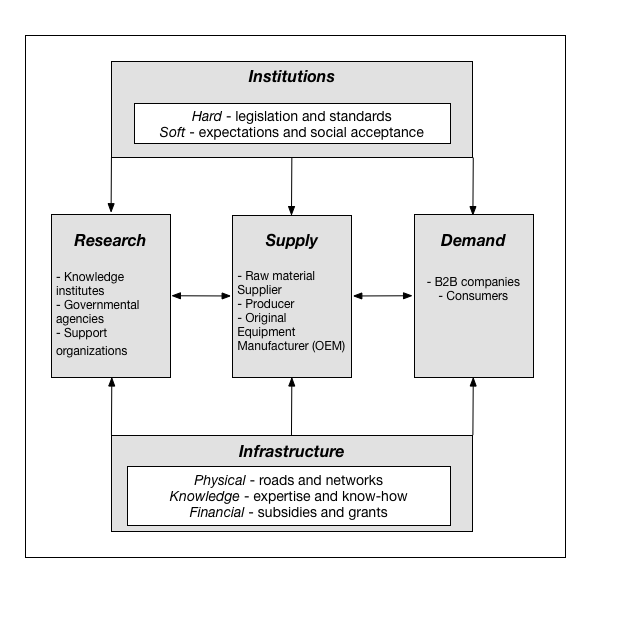 Institutions
Hard - legislation and standards
Soft - expectations and social acceptance
Research
- Knowledge
institutes
- Governmental
agencies
- Support
organizations
Supply
- Raw material
Supplier
- Producer
- Original
Equipment
Manufacturer (OEM)
Demand
- B2B companies
- Consumers
Infrastructure
Physical - roads and networks
Knowledge - expertise and know-how
Financial - subsidies and grants